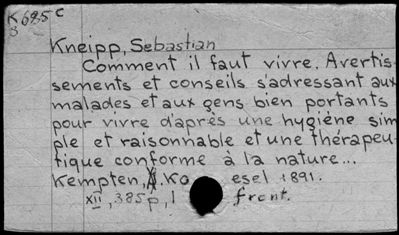 K685c
3
Kneipp, Sebastian
Comment il faut vivre. Avertis-
sements et conseils s'adressant aux
malades et aux gens bien portants
pour vivre d'après une hygiène sim
ple et raisonnable et une thérapeu-
tique conforme à la nature...
Kempten, Ko esel 1891.
xii, 385p, 1 front.